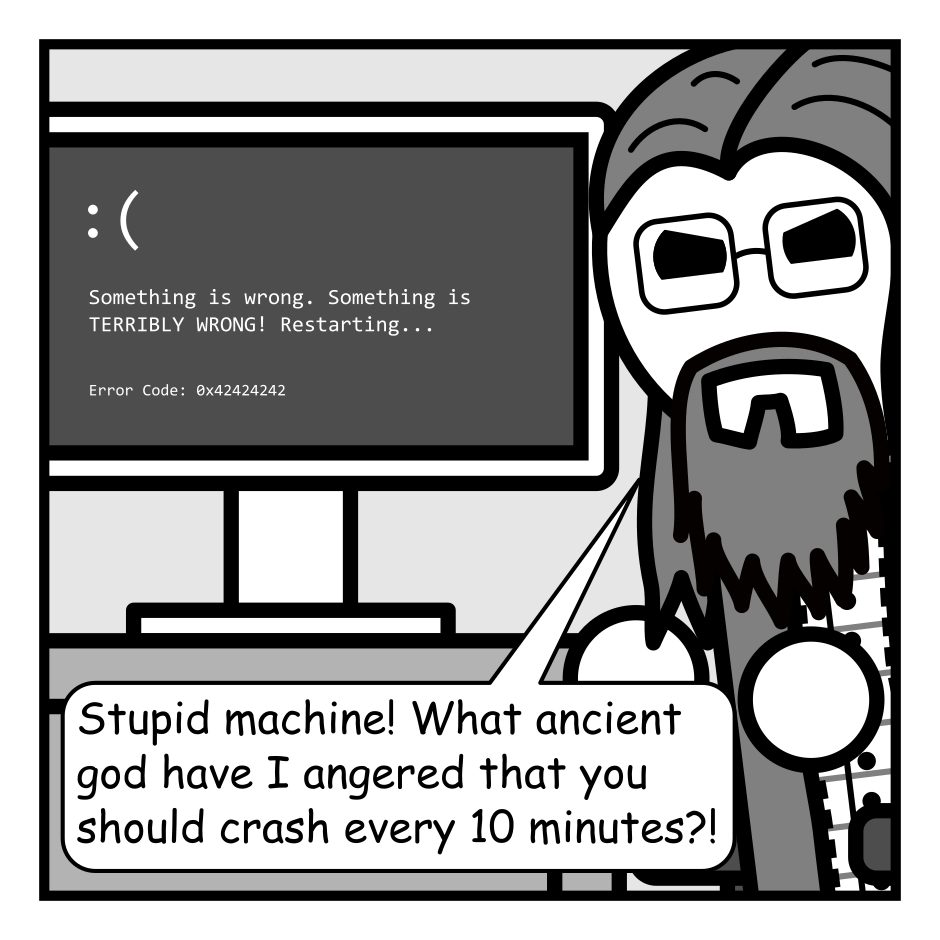 :(
Something is wrong. Something is
TERRIBLY WRONG! Restarting...
Error Code: 0x42424242
Stupid machine! What ancient
god have I angered that you
should crash every 10 minutes?!